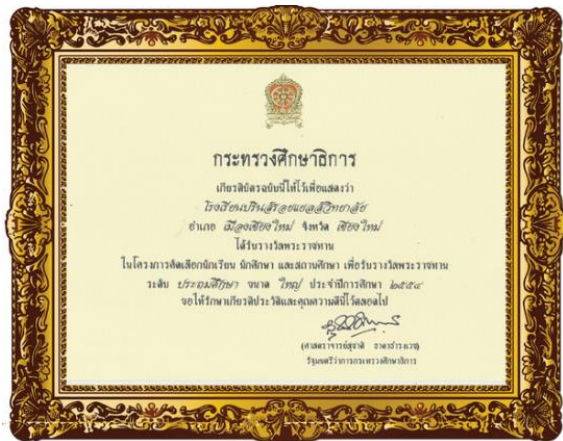 กระทรวงศึกษาธิการ
เกียรติบัตรฉบับนี้ให้ไว้เพื่อแสดงว่า
โรงเรียนปรินส์รอยแยลส์วิทยาลัย
อำเภอ เมืองเชียงใหม่ จังหวัด เชียงใหม่
ได้รับรางวัลพระราชทาน
ในโครงการคัดเลือกนักเรียน นักศึกษา และสถานศึกษา เพื่อรับรางวัลพระราชทาน
ระดับ ประถมศึกษา ขนาด ใหญ่ ประจำปีการศึกษา ๒๕๕๔
ขอให้รักษาเกียรติประวัติและคุณความดีนี้ไว้ตลอดไป
(ศาสตราจารย์สุชาติ ธาดาธำรงเวช)
รัฐมนตรีว่าการกระทรวงศึกษาธิการ